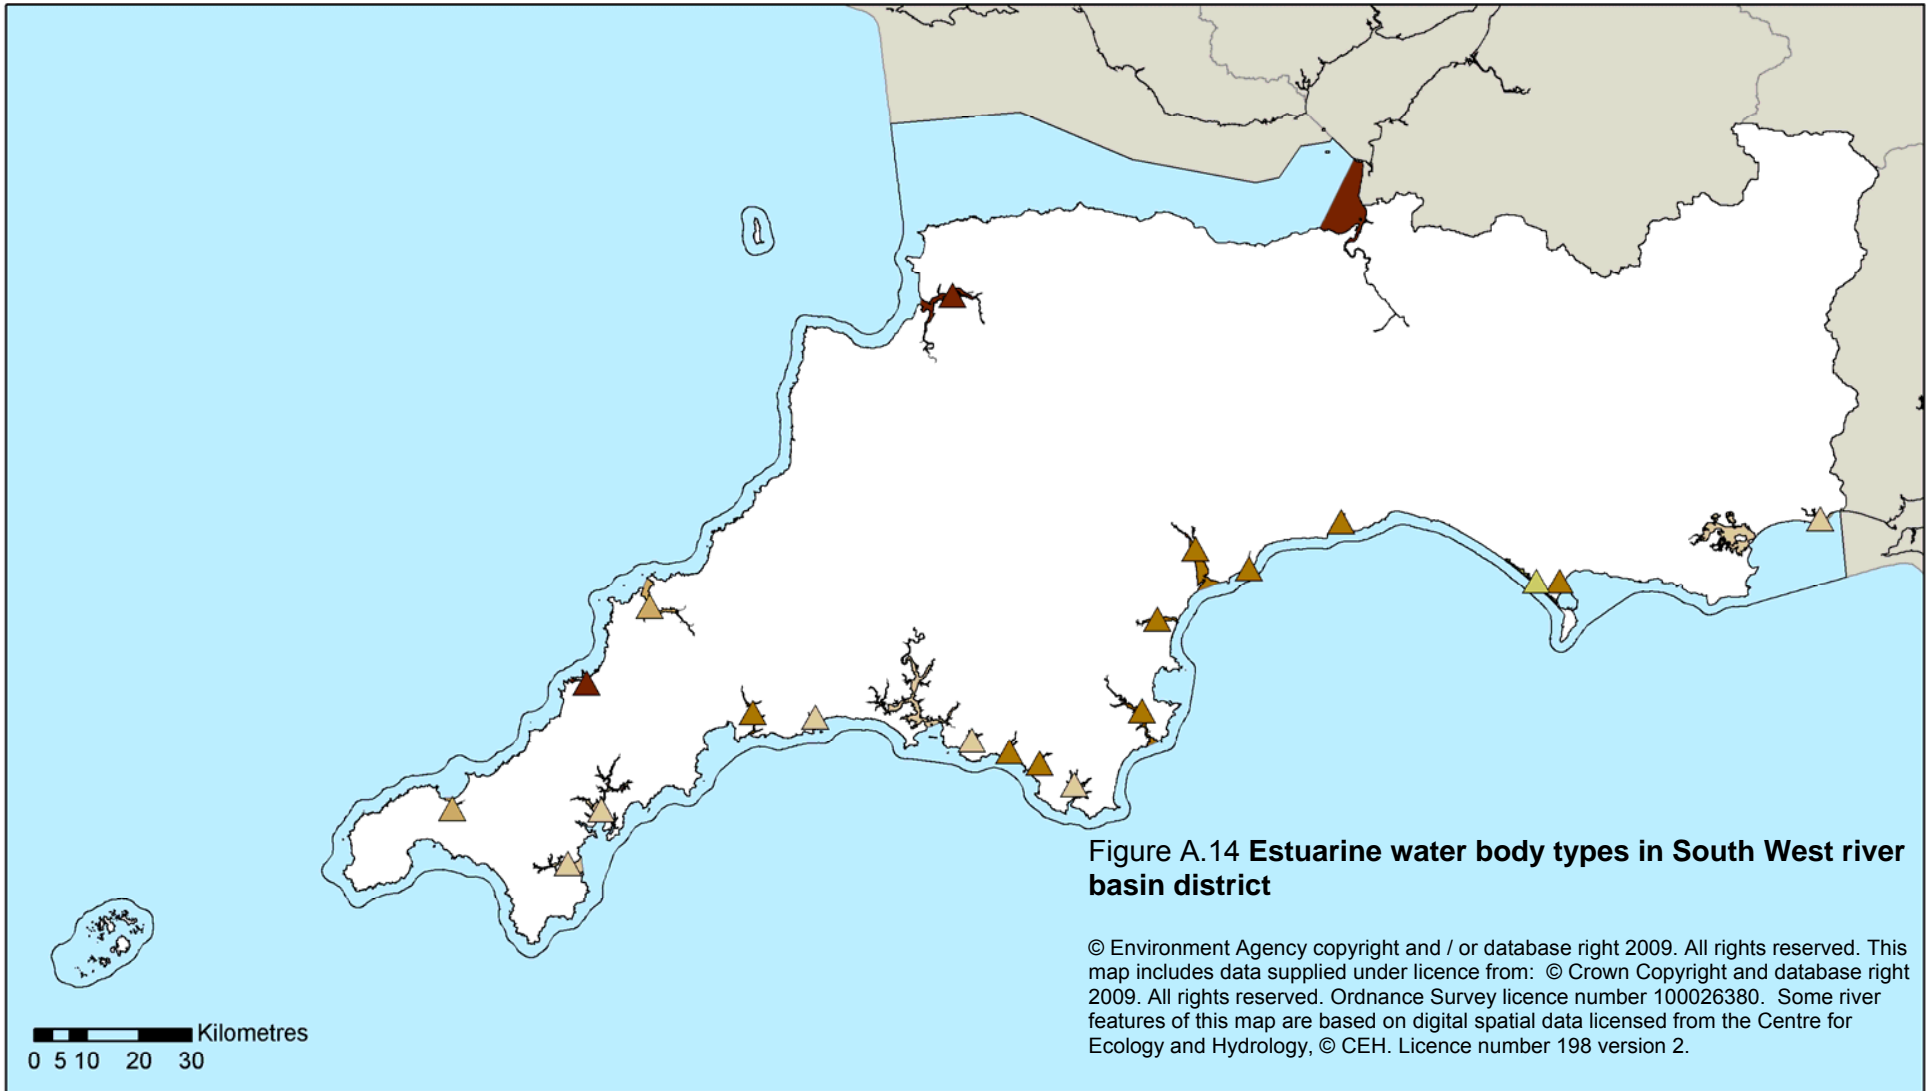 Figure A.14 Estuarine water body types in South West river
basin district
© Environment Agency copyright and / or database right 2009. All rights reserved. This
map includes data supplied under licence from: © Crown Copyright and database right
2009. All rights reserved. Ordnance Survey licence number 100026380. Some river
features of this map are based on digital spatial data licensed from the Centre for
Ecology and Hydrology, © CEH. Licence number 198 version 2.
Kilometres
0 5 10 20 30